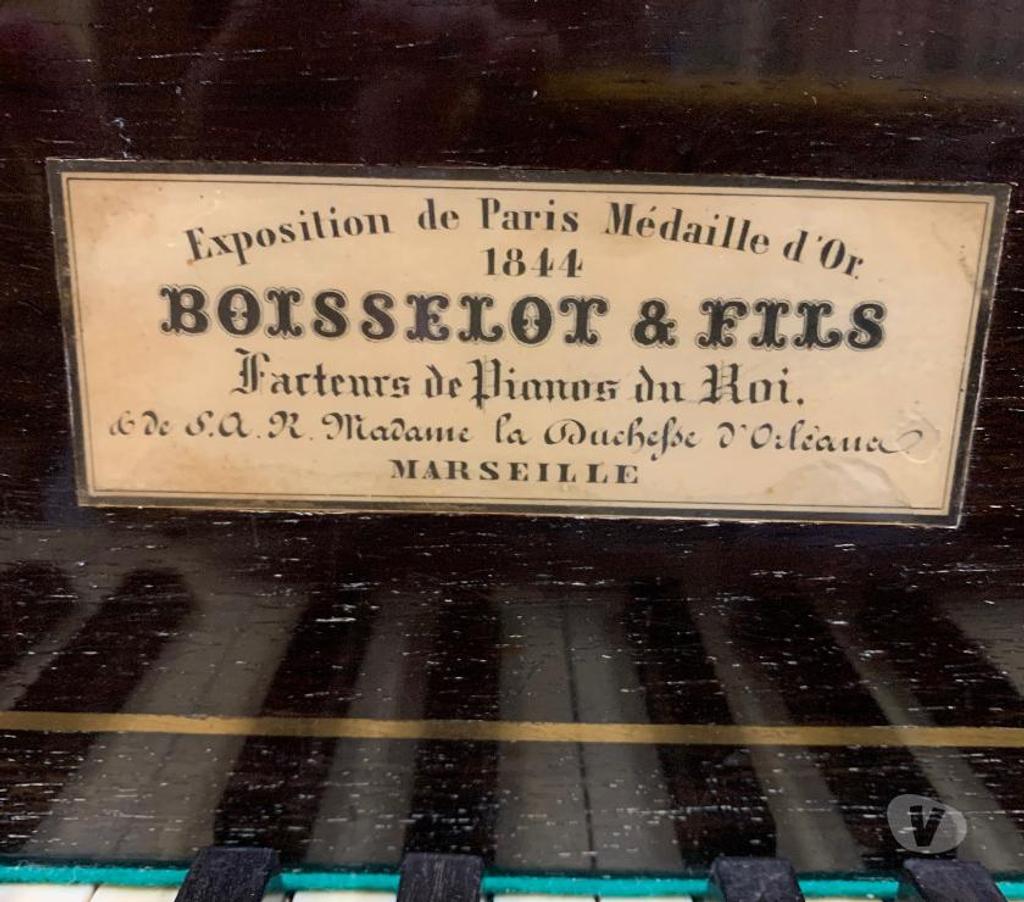 Exposition de Paris Médaille d'Or
1844
BOISSELOT & FILS
Facteurs de Pianos du Roi.
& de S.A.R. Madame la Duchesse d'Orléans
MARSEILLE
V